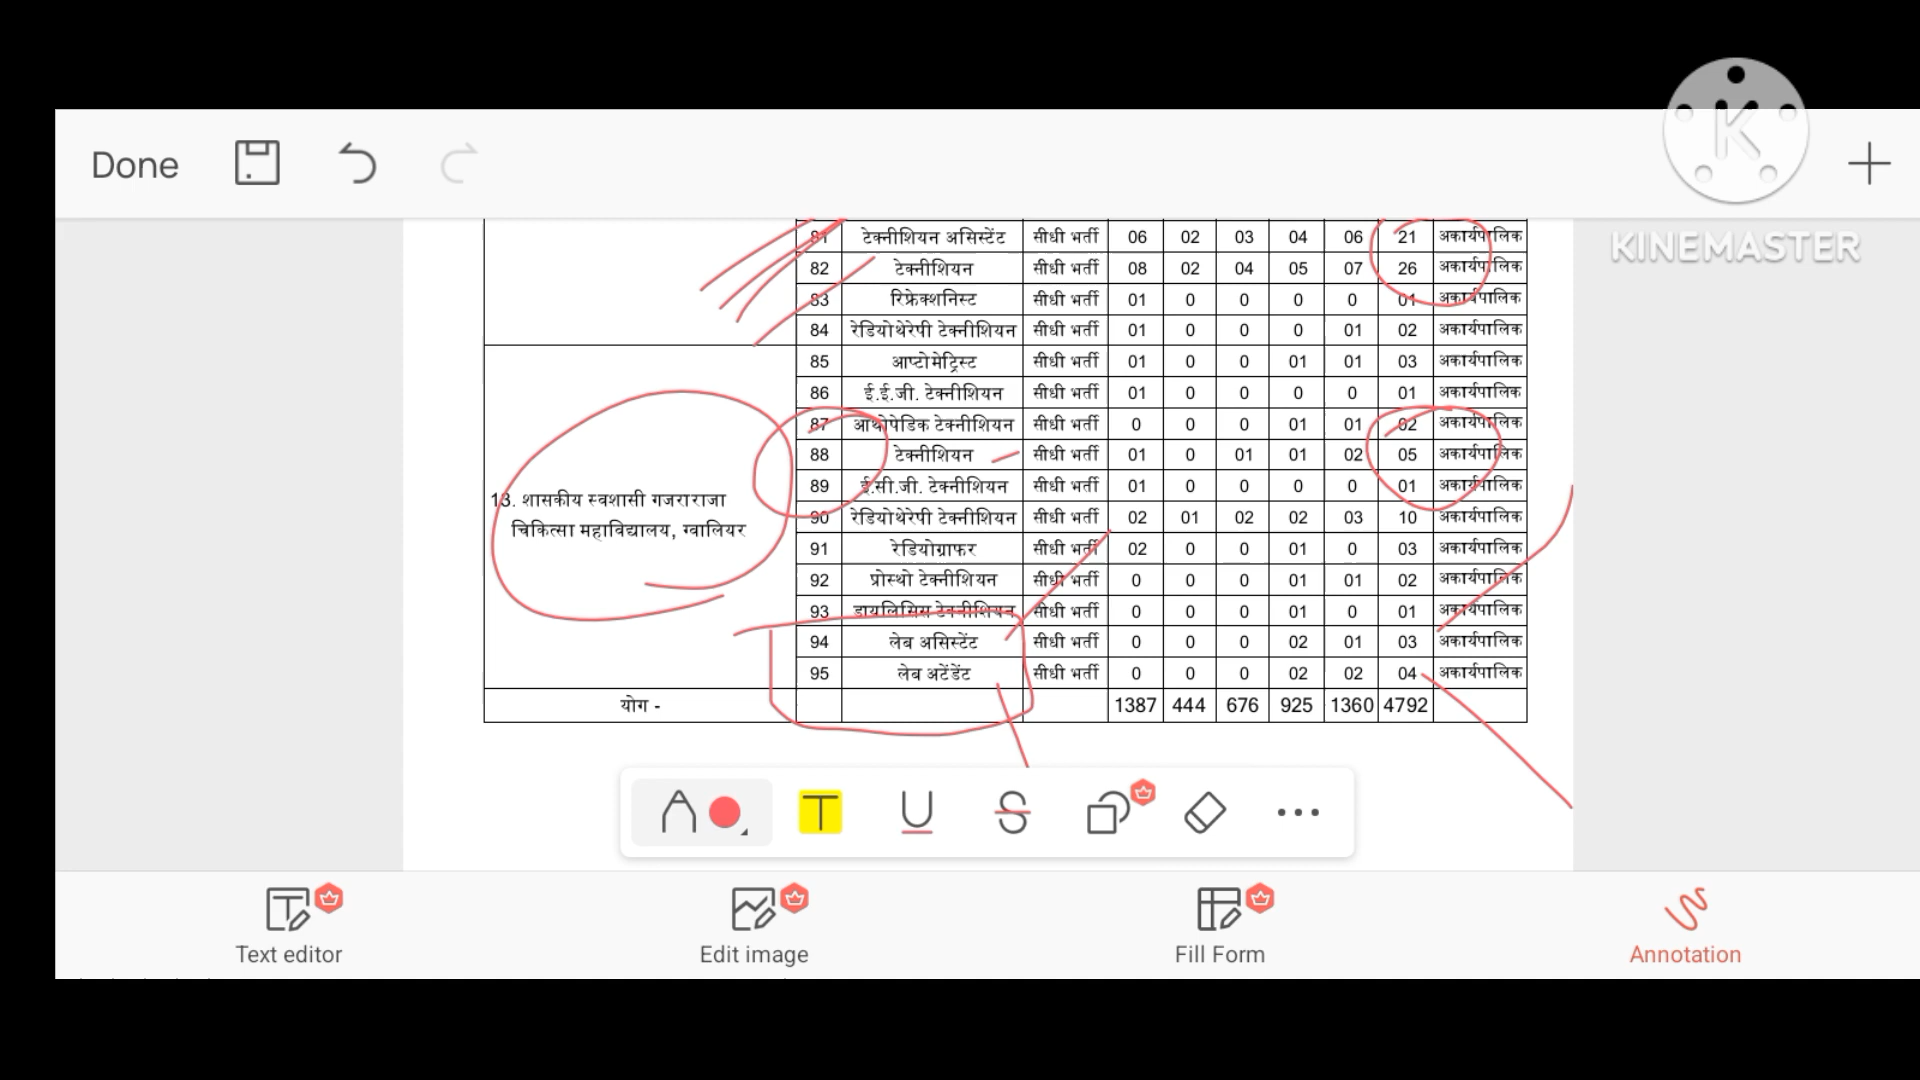 Done
K
KINEMASTER
81 टेक्नीशियन असिस्टेंट सीधी भर्ती 06 02 03 04 06 21 अकार्यपालिक
82 टेक्नीशियन सीधी भर्ती 08 02 04 05 07 26 अकार्यपालिक
83 रिफ्रेक्शनिस्ट सीधी भर्ती 01 0 0 0 0 01 अकार्यपालिक
84 रेडियोथेरेपी टेक्नीशियन सीधी भर्ती 01 0 0 0 01 02 अकार्यपालिक
13. शासकीय स्वशासी गजराराजा
चिकित्सा महाविद्यालय, ग्वालियर
85 आप्टोमेट्रिस्ट सीधी भर्ती 01 0 0 01 01 03 अकार्यपालिक
86 ई.ई.जी. टेक्नीशियन सीधी भर्ती 01 0 0 0 0 01 अकार्यपालिक
87 आर्थोपेडिक टेक्नीशियन सीधी भर्ती 0 0 0 01 01 02 अकार्यपालिक
88 टेक्नीशियन सीधी भर्ती 01 0 01 01 02 05 अकार्यपालिक
89 ई.सी.जी. टेक्नीशियन सीधी भर्ती 01 0 0 0 0 01 अकार्यपालिक
90 रेडियोथेरेपी टेक्नीशियन सीधी भर्ती 02 01 02 02 03 10 अकार्यपालिक
91 रेडियोग्राफर सीधी भर्ती 02 0 0 01 0 03 अकार्यपालिक
92 प्रोस्थो टेक्नीशियन सीधी भर्ती 0 0 0 01 01 02 अकार्यपालिक
93 डायलिसिस टेक्नीशियन सीधी भर्ती 0 0 0 01 0 01 अकार्यपालिक
94 लेब असिस्टेंट सीधी भर्ती 0 0 0 02 01 03 अकार्यपालिक
95 लेब अटेंडेंट सीधी भर्ती 0 0 0 02 02 04 अकार्यपालिक
योग - 1387 444 676 925 1360 4792
T U S
Text editor
Edit image
Fill Form
Annotation